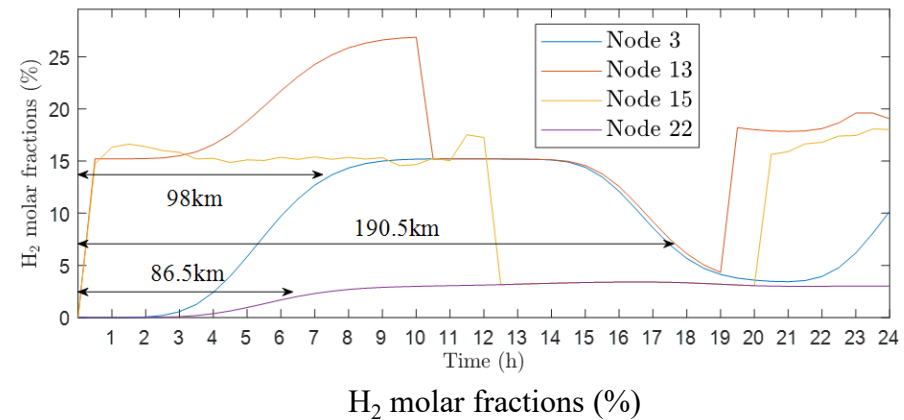 H₂ molar fractions (%)
25
20
15
10
5
0
Node 3
Node 13
Node 15
Node 22
98km
190.5km
86.5km
1 2 3 4 5 6 7 8 9 10 11 12 13 14 15 16 17 18 19 20 21 22 23 24
Time (h)
H₂ molar fractions (%)